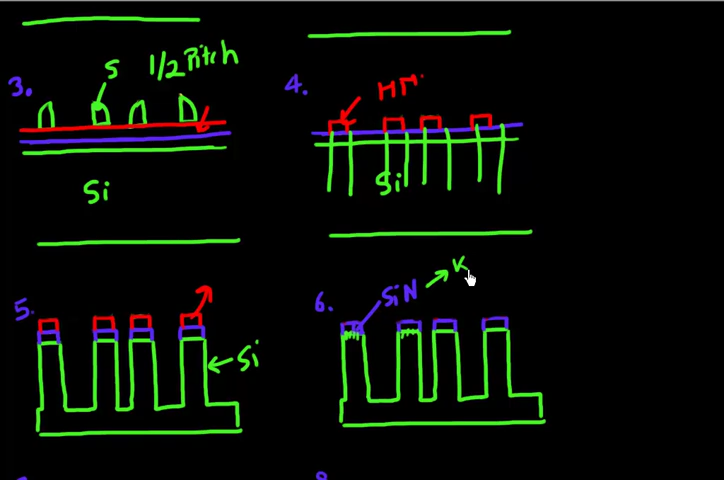 3.
S 1/2 Pitch
Si
4.
HM
Si
5.
Si
6.
SiN
K